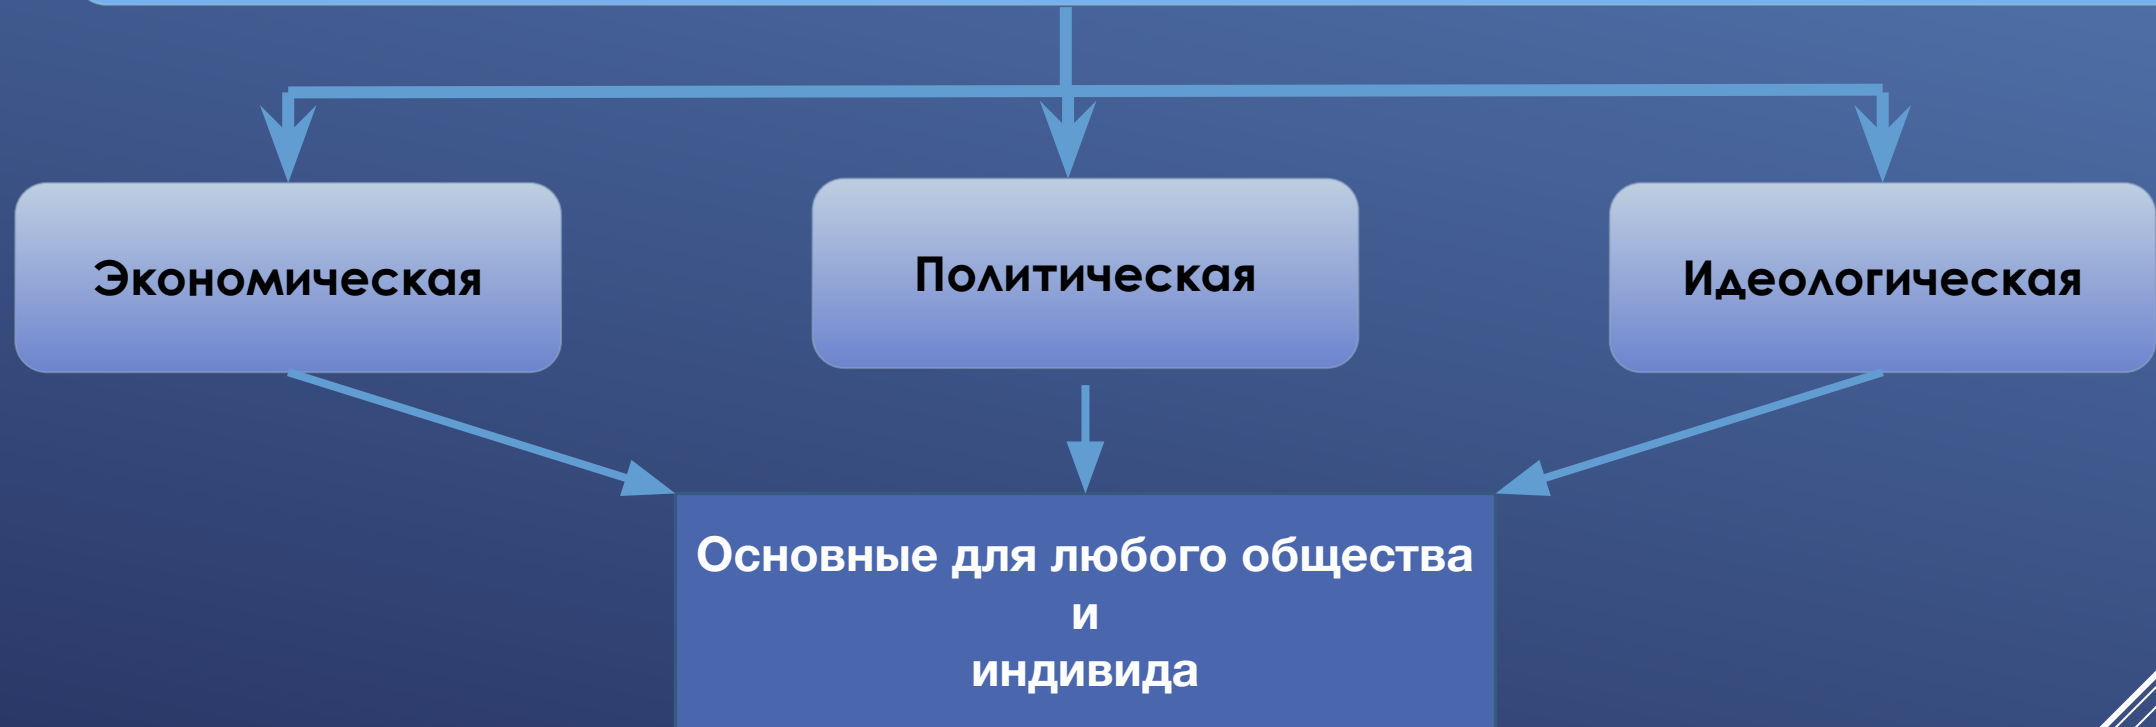 Экономическая
Политическая
Идеологическая
Основные для любого общества
и
индивида